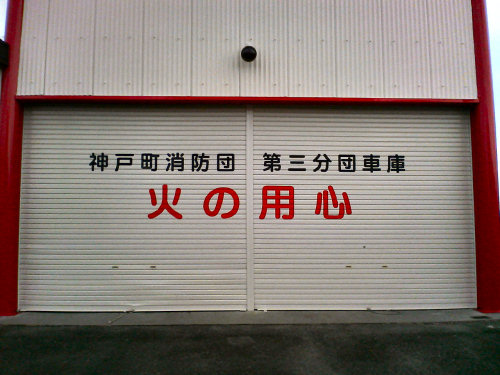 神戸町消防団 第三分団車庫
火の用心